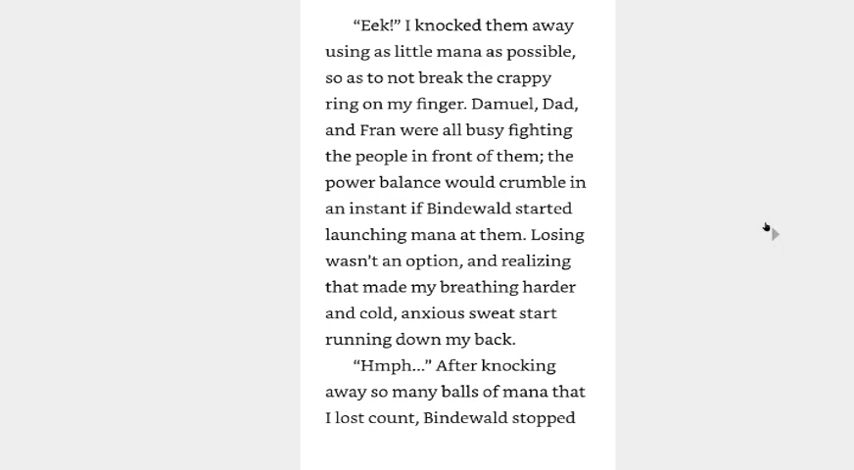 “Eek!” I knocked them away
using as little mana as possible,
so as to not break the crappy
ring on my finger. Damuel, Dad,
and Fran were all busy fighting
the people in front of them; the
power balance would crumble in
an instant if Bindewald started
launching mana at them. Losing
wasn’t an option, and realizing
that made my breathing harder
and cold, anxious sweat start
running down my back.
“Hmph...” After knocking
away so many balls of mana that
I lost count, Bindewald stopped